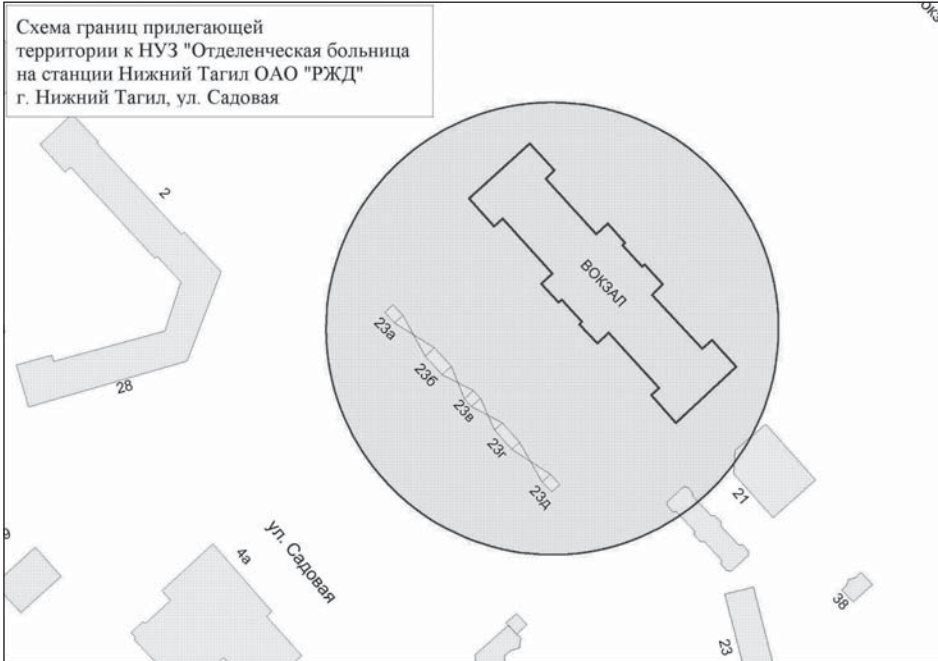 Схема границ прилегающей
территории к НУЗ "Отделенческая больница
на станции Нижний Тагил ОАО "РЖД"
г. Нижний Тагил, ул. Садовая
2
ВОКЗАЛ
23а
23б
28
23в
23г
23д
21
ул. Садовая
4а
9
38
23